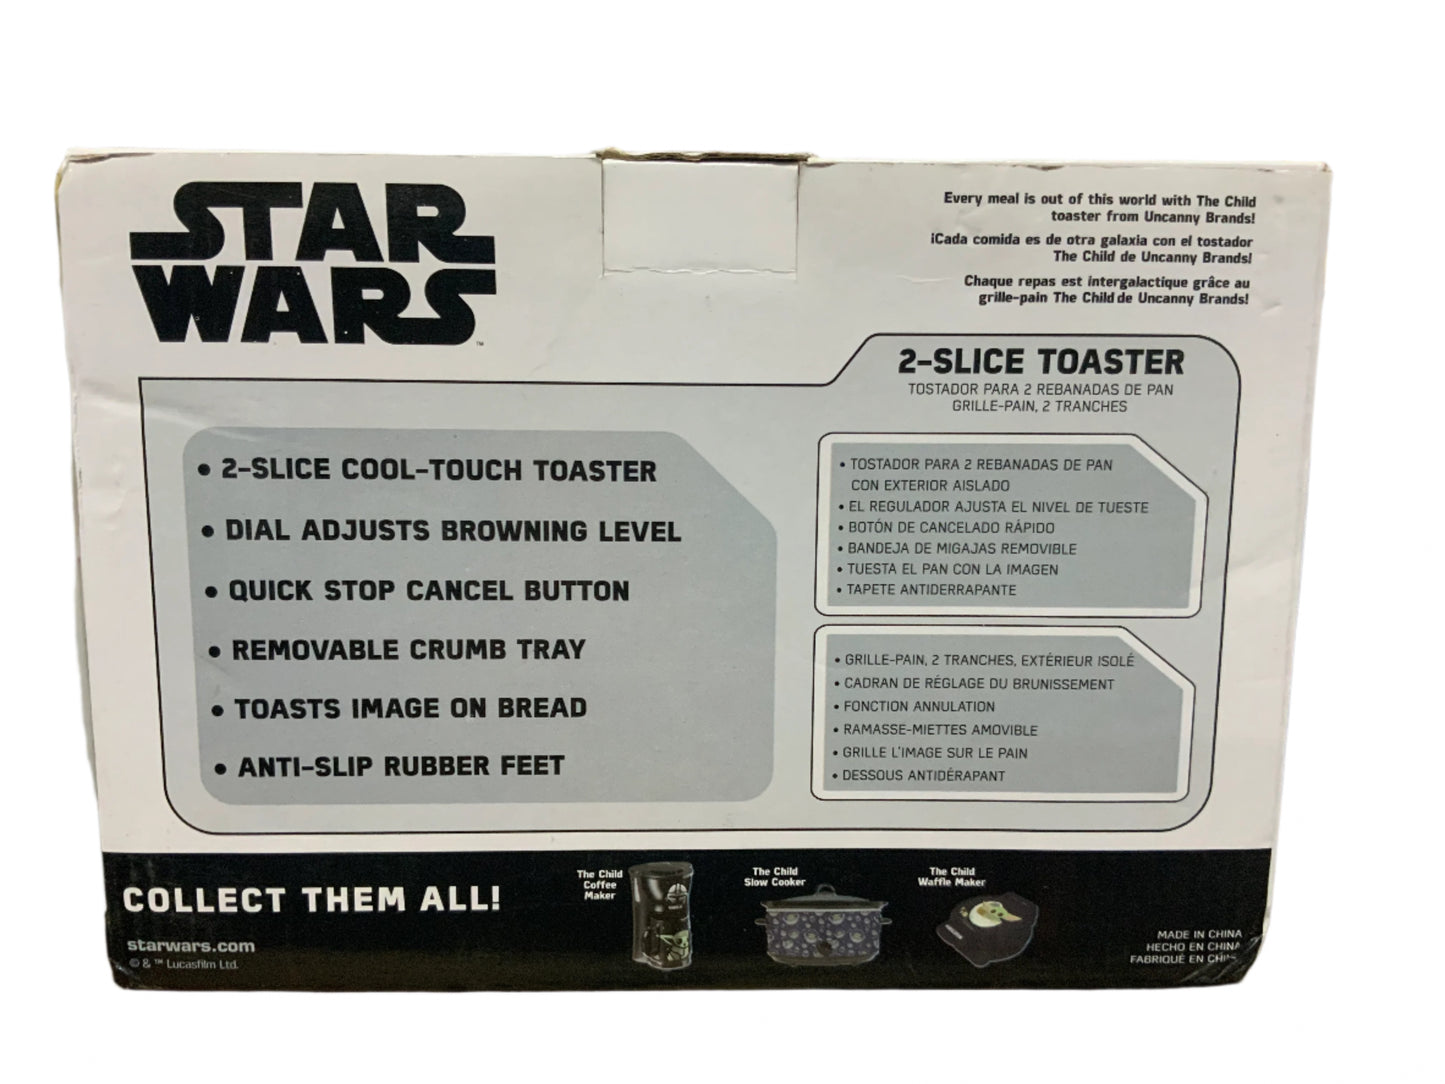 STAR
WARS
™
Every meal is out of this world with The Child
toaster from Uncanny Brands!
¡Cada comida es de otra galaxia con el tostador
The Child de Uncanny Brands!
Chaque repas est intergalactique grâce au
grille-pain The Child de Uncanny Brands!
2-SLICE TOASTER
TOSTADOR PARA 2 REBANADAS DE PAN
GRILLE-PAIN, 2 TRANCHES
• 2-SLICE COOL-TOUCH TOASTER
• DIAL ADJUSTS BROWNING LEVEL
• QUICK STOP CANCEL BUTTON
• REMOVABLE CRUMB TRAY
• TOASTS IMAGE ON BREAD
• ANTI-SLIP RUBBER FEET
• TOSTADOR PARA 2 REBANADAS DE PAN
CON EXTERIOR AISLADO
• EL REGULADOR AJUSTA EL NIVEL DE TUESTE
• BOTÓN DE CANCELADO RÁPIDO
• BANDEJA DE MIGAJAS REMOVIBLE
• TUESTA EL PAN CON LA IMAGEN
• TAPETE ANTIDERRAPANTE
• GRILLE-PAIN, 2 TRANCHES, EXTÉRIEUR ISOLÉ
• CADRAN DE RÉGLAGE DU BRUNISSEMENT
• FONCTION ANNULATION
• RAMASSE-MIETTES AMOVIBLE
• GRILLE L'IMAGE SUR LE PAIN
• DESSOUS ANTIDÉRAPANT
COLLECT THEM ALL!
starwars.com
© & ™ Lucasfilm Ltd.
The Child
Coffee
Maker
The Child
Slow Cooker
The Child
Waffle Maker
MADE IN CHINA
HECHO EN CHINA
FABRIQUÉ EN CHINE